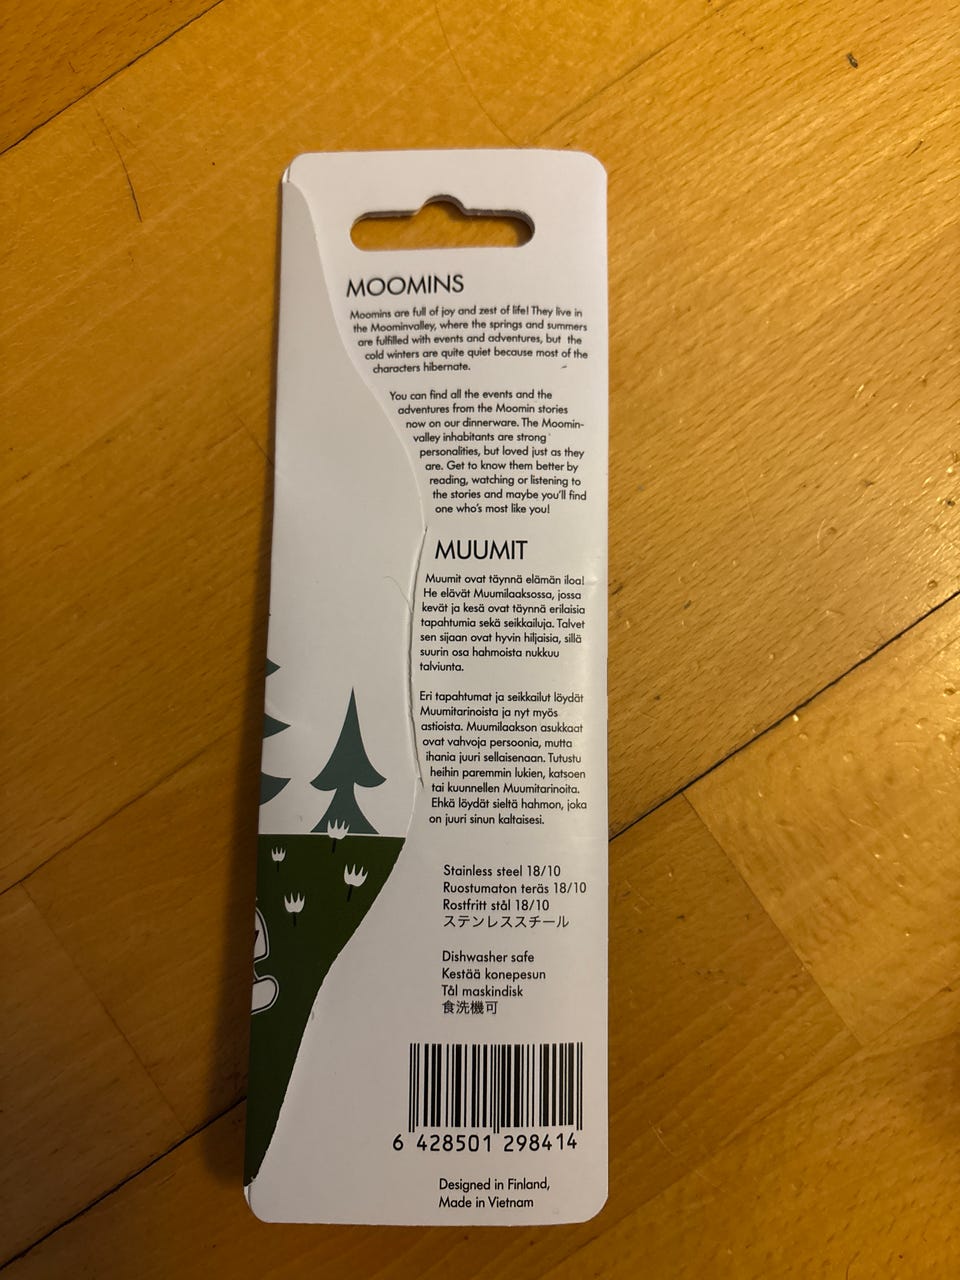 MOOMINS
Moomins are full of joy and zest of life! They live in
the Moominvalley, where the springs and summers
are fulfilled with events and adventures, but the
cold winters are quite quiet because most of the
characters hibernate.
You can find all the events and the
adventures from the Moomin stories
now on our dinnerware. The Moomin-
valley inhabitants are strong
personalities, but loved just as they
are. Get to know them better by
reading, watching or listening to
the stories and maybe you'll find
one who's most like you!
MUUMIT
Muumit ovat täynnä elämän iloa!
He elävät Muumilaaksossa, jossa
kevät ja kesä ovat täynnä erilaisia
tapahtumia sekä seikkailuja. Talvet
sen sijaan ovat hyvin hiljaisia, sillä
suurin osa hahmoista nukkuu
talviunta.
Eri tapahtumat ja seikkailut löydät
Muumitarinoista ja nyt myös
astioista. Muumilaakson asukkaat
ovat vahvoja persoonia, mutta
ihania juuri sellaisenaan. Tutustu
heihin paremmin lukien, katsoen
tai kuunnellen Muumitarinoita.
Ehkä löydät sieltä hahmon, joka
on juuri sinun kaltaisesi.
Stainless steel 18/10
Ruostumaton teräs 18/10
Rostfritt stål 18/10
ステンレススチール
Dishwasher safe
Kestää konepesun
Tål maskindisk
食洗機可
6 428501 298414
Designed in Finland,
Made in Vietnam